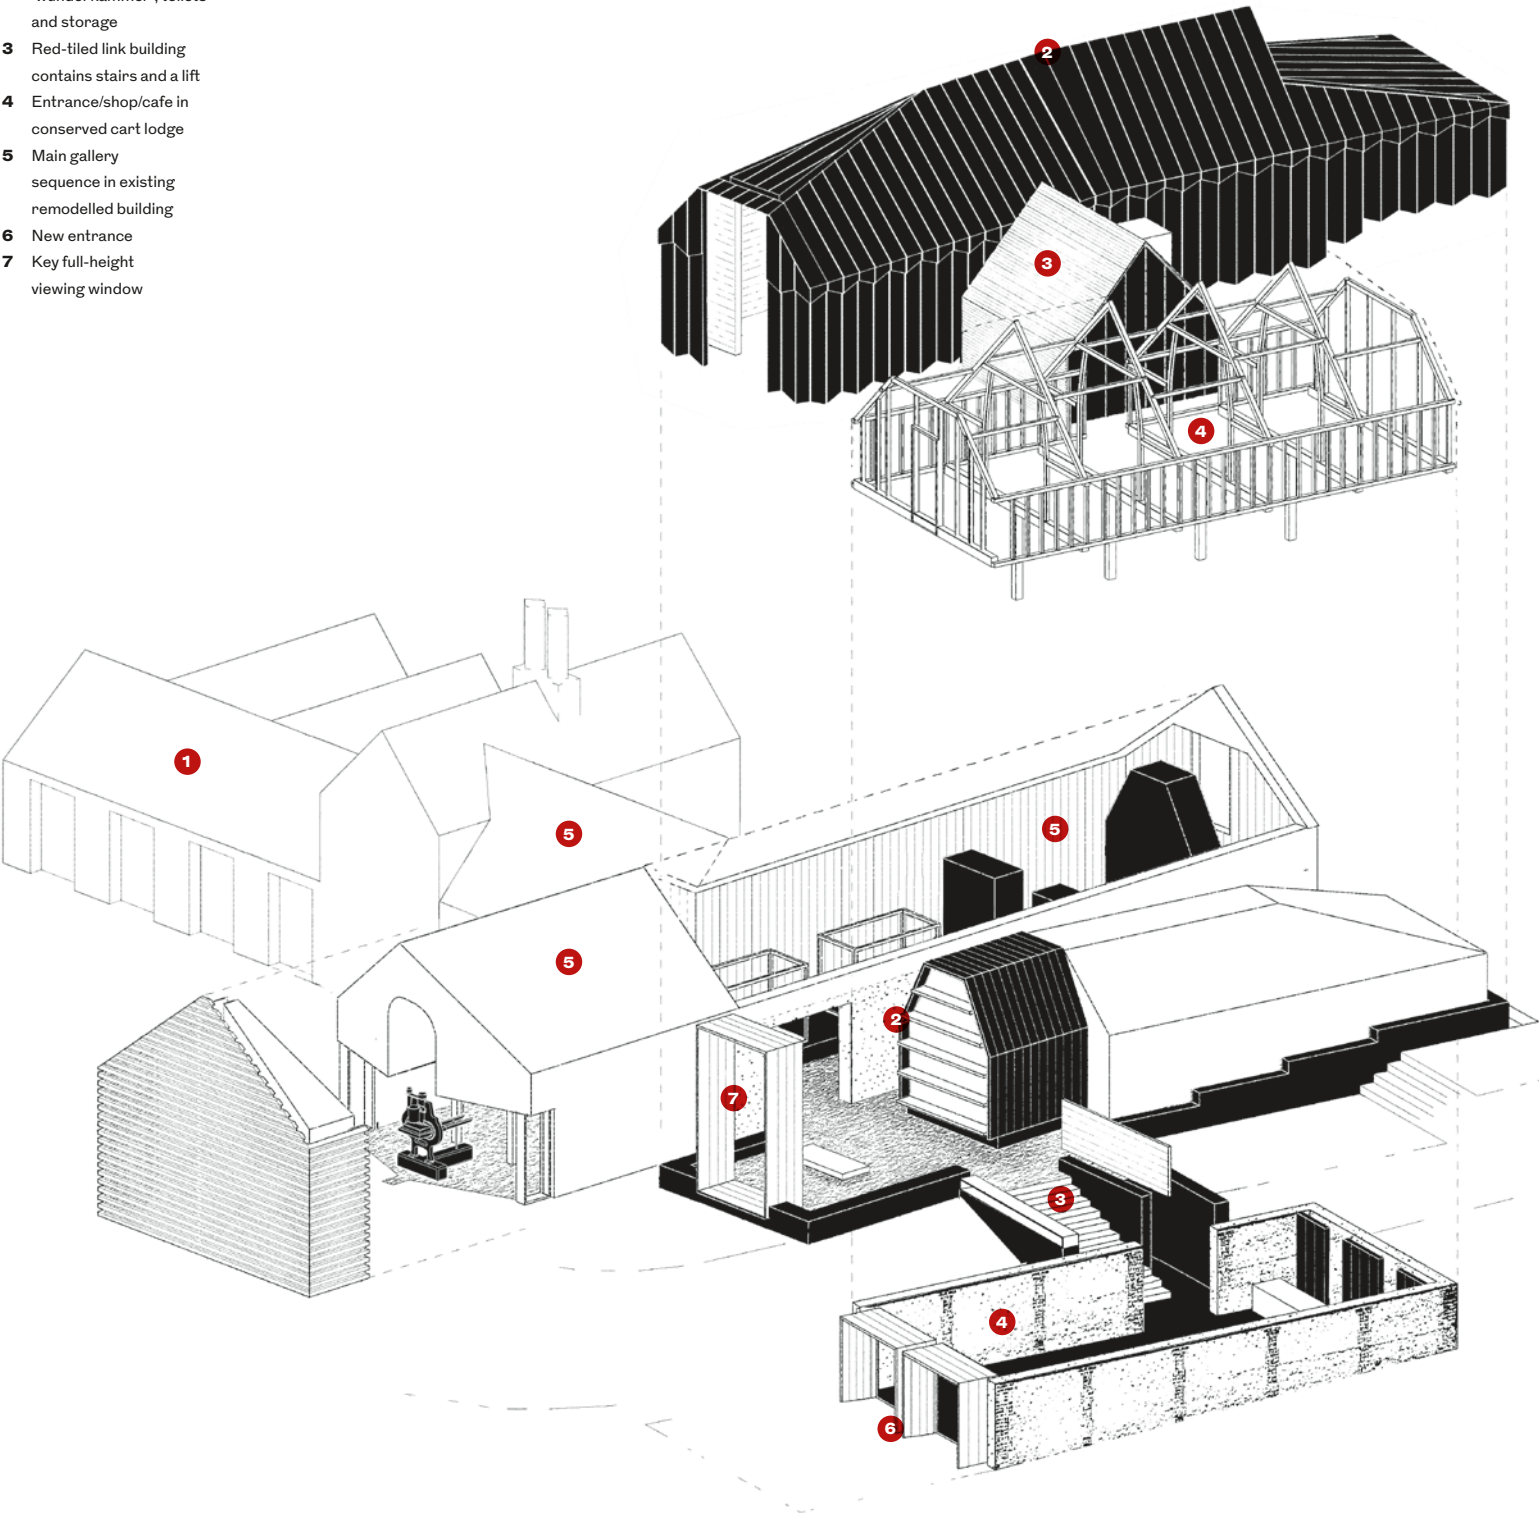 and storage
3 Red-tiled link building
contains stairs and a lift
4 Entrance/shop/cafe in
conserved cart lodge
5 Main gallery
sequence in existing
remodelled building
6 New entrance
7 Key full-height
viewing window
2
3
4
1
5
5
5
2
7
3
4
6